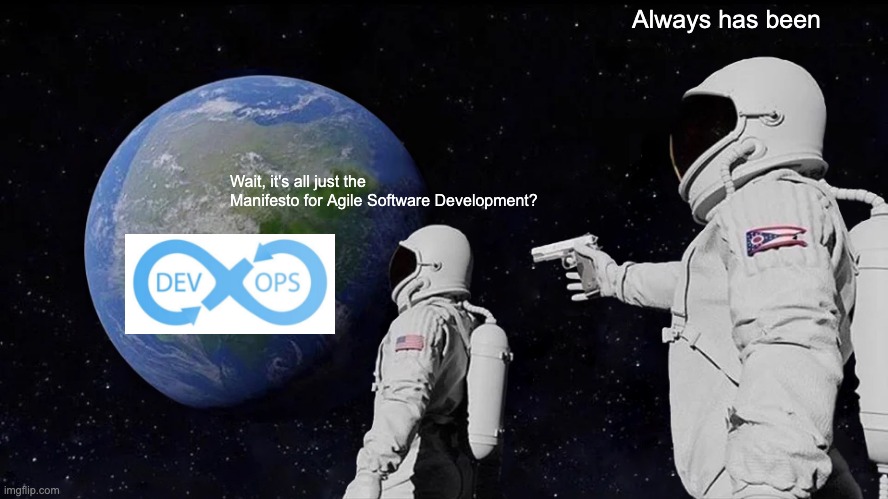 Always has been
Wait, it's all just the
Manifesto for Agile Software Development?
DEV OPS
imgflip.com